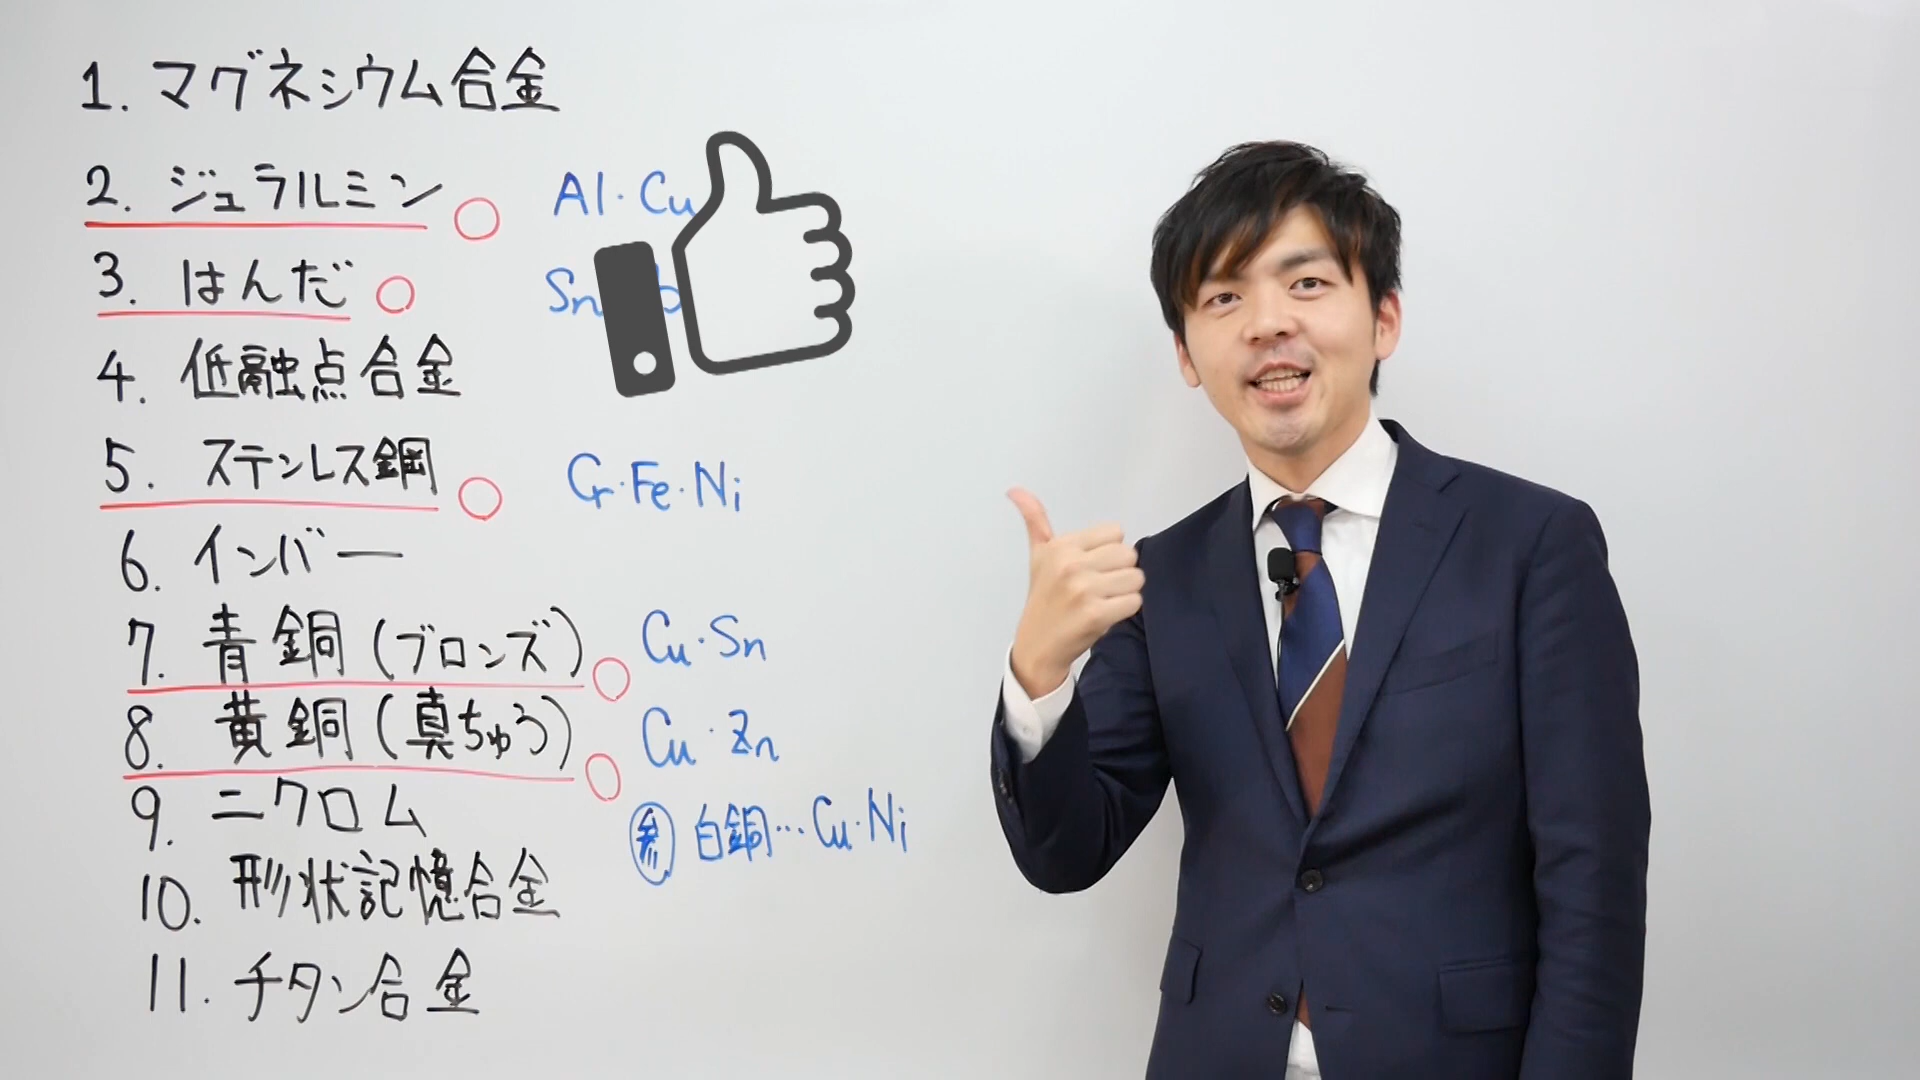 1. マグネシウム合金
2. ジュラルミン ○ Al・Cu
3. はんだ ○ Sn
4. 低融点合金
5. ステンレス鋼 ○ Cr・Fe・Ni
6. インバー
7. 青銅(ブロンズ) ○ Cu・Sn
8. 黄銅(真ちゅう) ○ Cu・Zn
9. ニクロム
参 白銅…Cu・Ni
10. 形状記憶合金
11. チタン合金